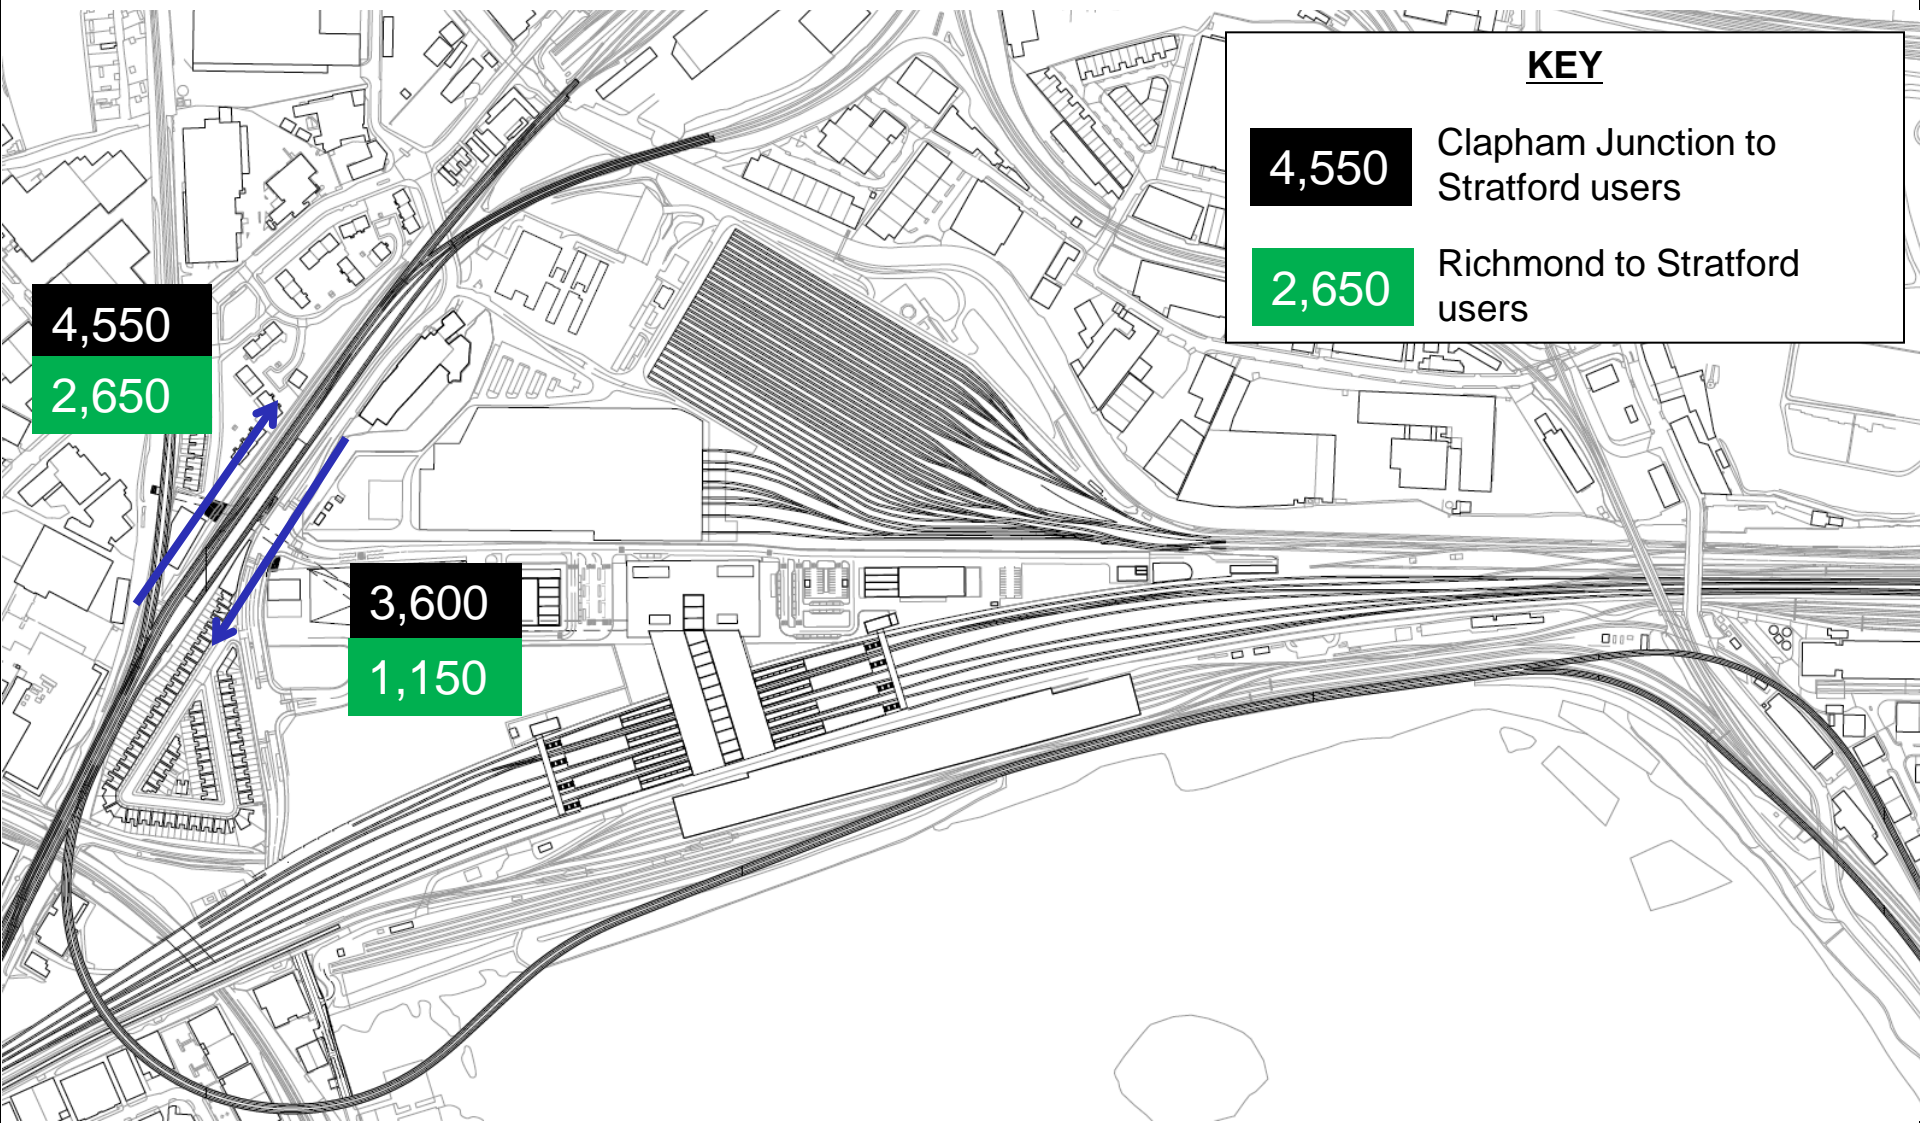 KEY
4,550
Clapham Junction to
Stratford users
2,650
Richmond to Stratford
users
4,550
2,650
3,600
1,150